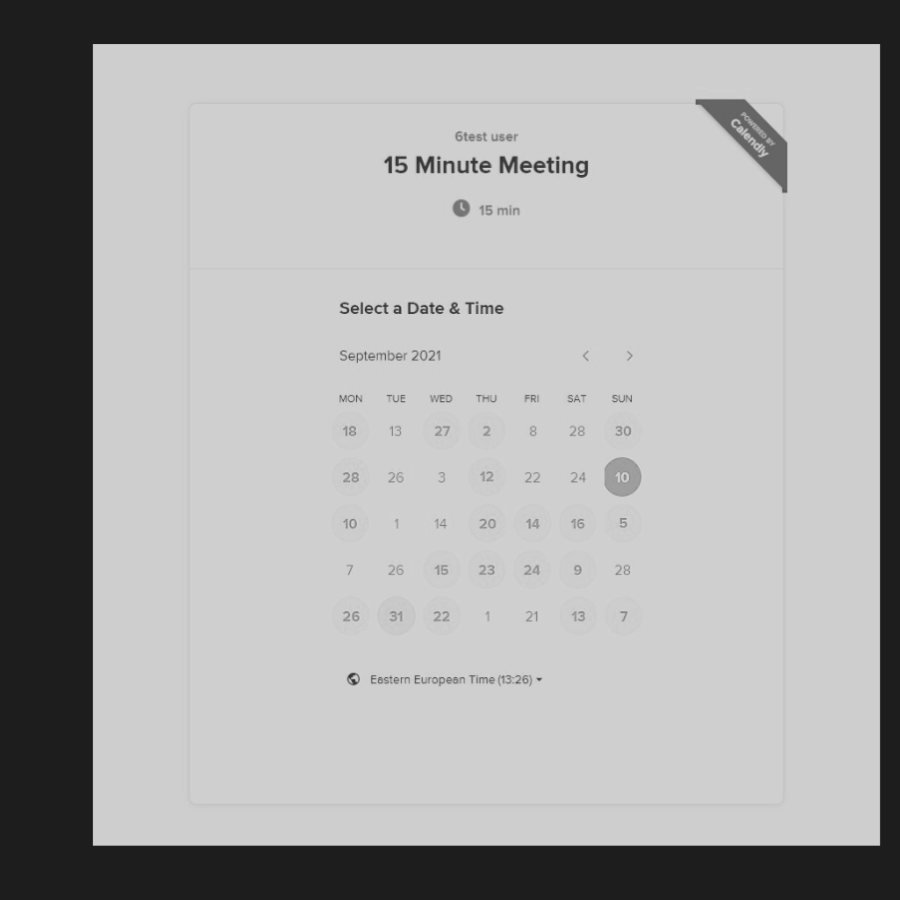 POWERED BY
Calendly
6test user
15 Minute Meeting
15 min
Select a Date & Time
September 2021
MON TUE WED THU FRI SAT SUN
18 13 27 2 8 28 30
28 26 3 12 22 24 10
10 1 14 20 14 16 5
7 26 15 23 24 9 28
26 31 22 1 21 13 7
Eastern European Time (13:26)